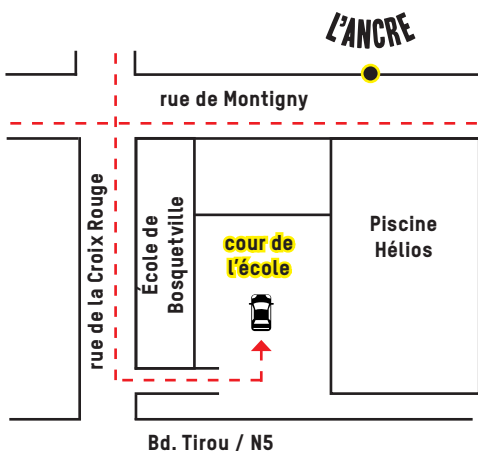 L'ANCRE
rue de Montigny
rue de la Croix Rouge
École de
Bosquetville
cour de
l'école
Piscine
Hélios
Bd. Tirou / N5